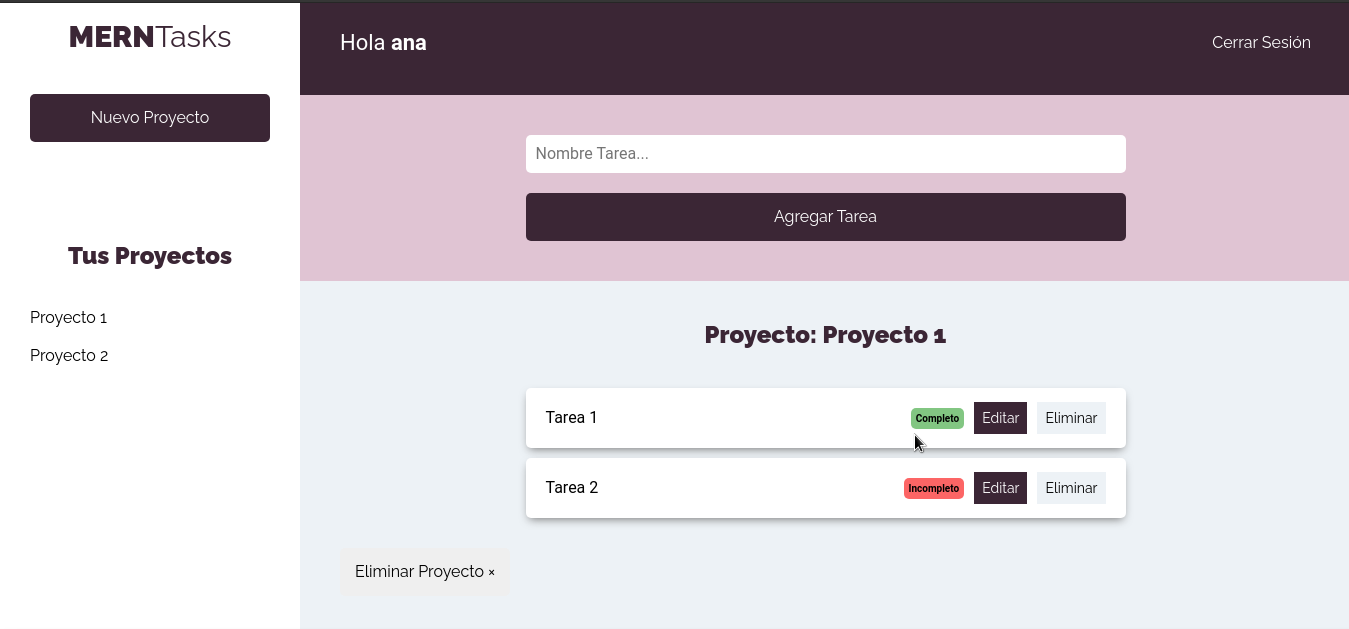 MERNTasks
Nuevo Proyecto
Tus Proyectos
Proyecto 1
Proyecto 2
Hola ana
Cerrar Sesión
Nombre Tarea...
Agregar Tarea
Proyecto: Proyecto 1
Tarea 1 Completo Editar Eliminar
Tarea 2 Incompleto Editar Eliminar
Eliminar Proyecto ×